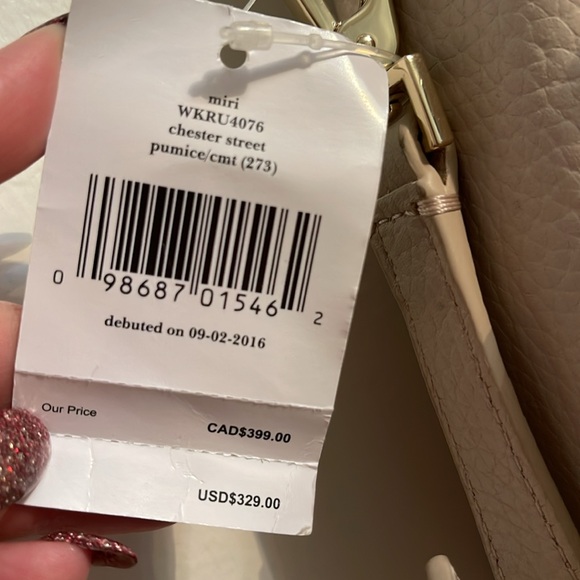 miri
WKRU4076
chester street
pumice/cmt (273)
0 98687 01546 2
debuted on 09-02-2016
Our Price
CAD$399.00
USD$329.00